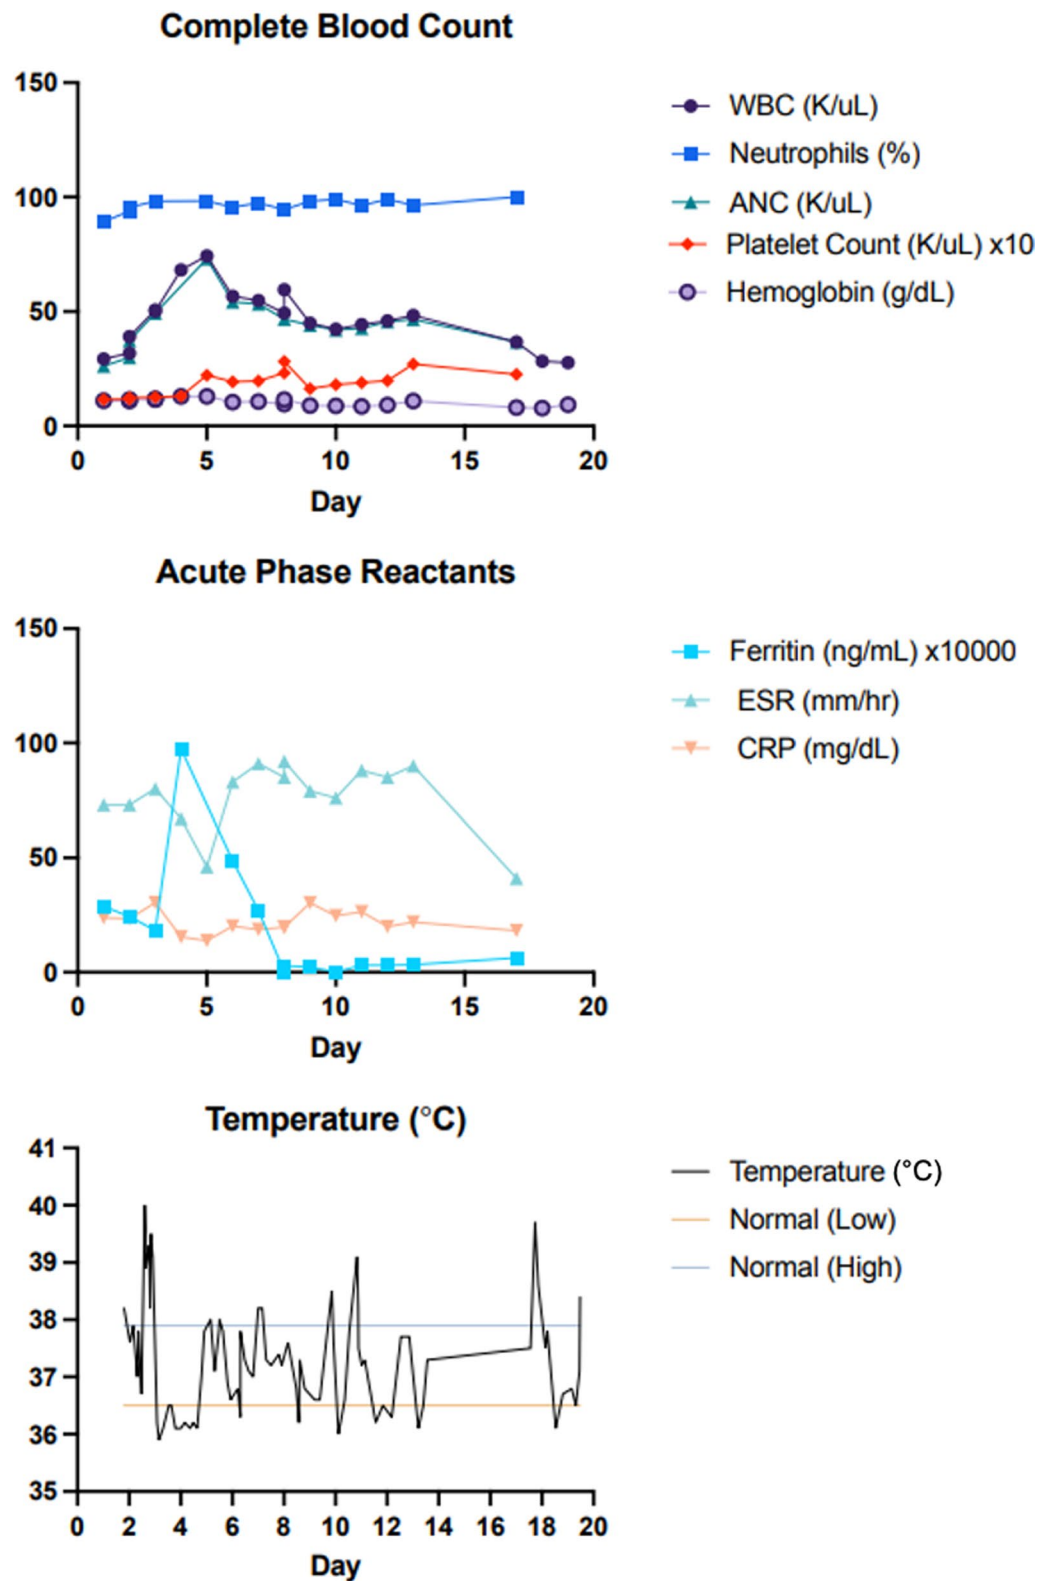 Complete Blood Count
150
100
50
0
0 5 10 15 20
Day
WBC (K/uL)
Neutrophils (%)
ANC (K/uL)
Platelet Count (K/uL) x10
Hemoglobin (g/dL)
Acute Phase Reactants
150
100
50
0
0 5 10 15 20
Day
Ferritin (ng/mL) x10000
ESR (mm/hr)
CRP (mg/dL)
Temperature (°C)
41
40
39
38
37
36
35
0 2 4 6 8 10 12 14 16 18 20
Day
Temperature (°C)
Normal (Low)
Normal (High)